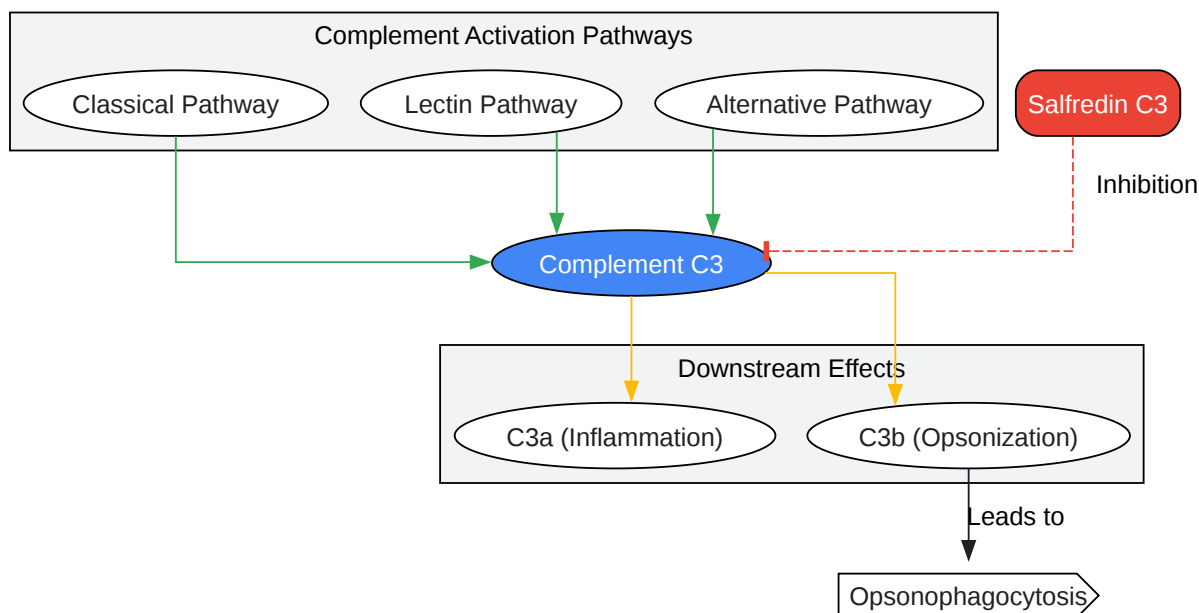 Complement Activation Pathways
Classical Pathway
Lectin Pathway
Alternative Pathway
Salfredin C3
Inhibition
Complement C3
Downstream Effects
C3a (Inflammation)
C3b (Opsonization)
Leads to
Opsonophagocytosis